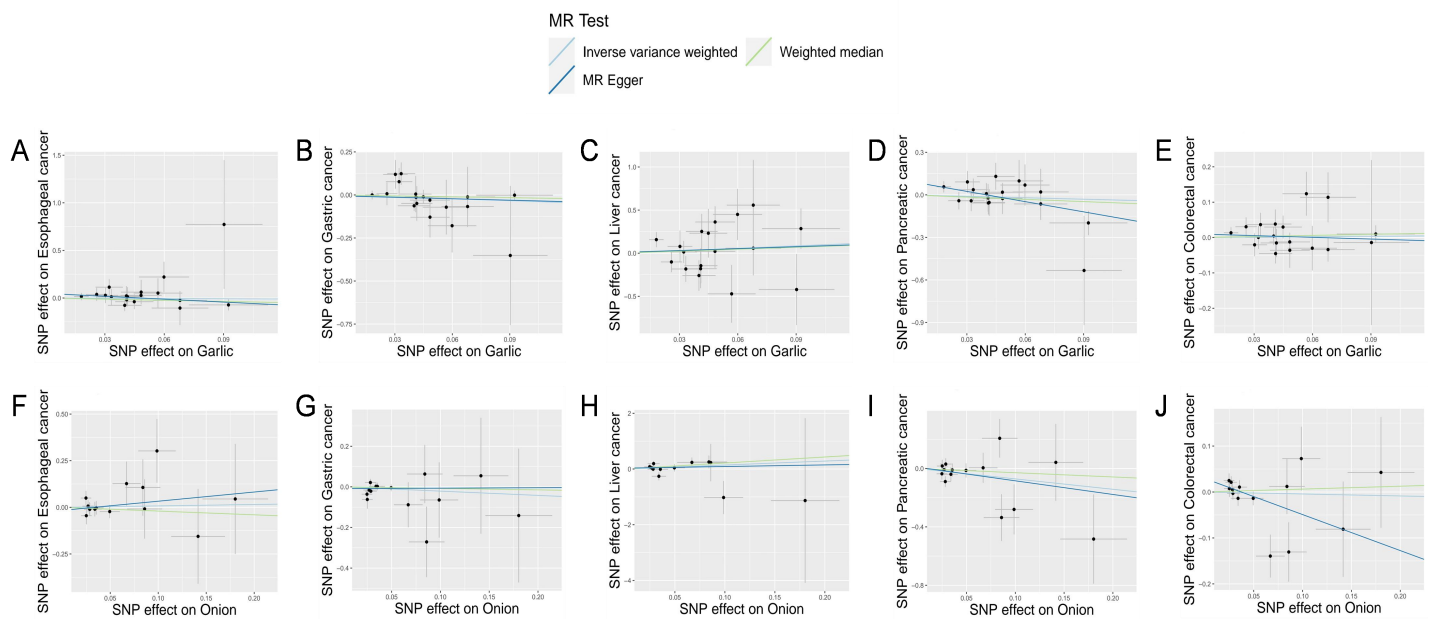 MR Test
Inverse variance weighted
Weighted median
MR Egger
A
SNP effect on Esophageal cancer
1.5
1.0
0.5
0.0
0.03
0.06
0.09
SNP effect on Garlic
B
SNP effect on Gastric cancer
0.25
0.00
−0.25
−0.50
−0.75
0.03
0.06
0.09
SNP effect on Garlic
C
SNP effect on Liver cancer
1.0
0.5
0.0
−0.5
0.03
0.06
0.09
SNP effect on Garlic
D
SNP effect on Pancreatic cancer
0.3
0.0
−0.3
−0.6
−0.9
0.03
0.06
0.09
SNP effect on Garlic
E
SNP effect on Colorectal cancer
0.2
0.1
0.0
−0.1
−0.2
0.03
0.06
0.09
SNP effect on Garlic
F
SNP effect on Esophageal cancer
0.50
0.25
0.00
−0.25
0.05
0.10
0.15
0.20
SNP effect on Onion
G
SNP effect on Gastric cancer
0.2
0.0
−0.2
−0.4
0.05
0.10
0.15
0.20
SNP effect on Onion
H
SNP effect on Liver cancer
2
0
−2
−4
0.05
0.10
0.15
0.20
SNP effect on Onion
I
SNP effect on Pancreatic cancer
0.0
−0.4
−0.8
0.05
0.10
0.15
0.20
SNP effect on Onion
J
SNP effect on Colorectal cancer
0.1
0.0
−0.1
−0.2
0.05
0.10
0.15
0.20
SNP effect on Onion